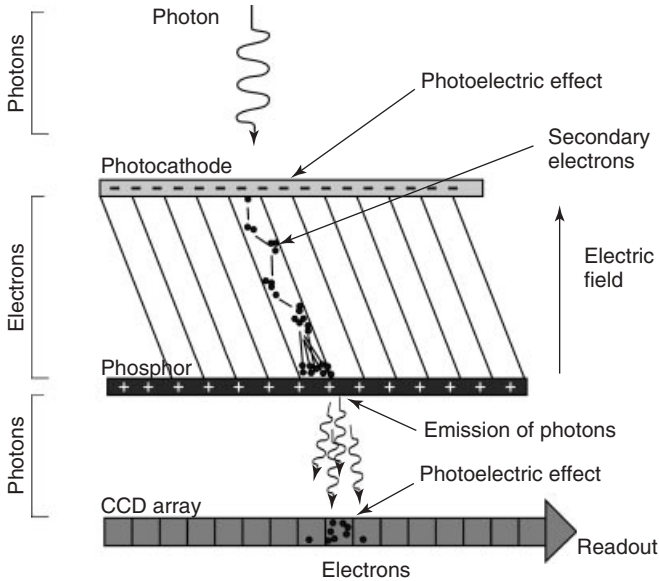 Photon
Photons
Photoelectric effect
Secondary
electrons
Photocathode
- - - - - - - - - - - - - -
Electrons
Electric
field
Phosphor
+ + + + + + + + + + + +
Photons
Emission of photons
Photoelectric effect
CCD array
Readout
Electrons